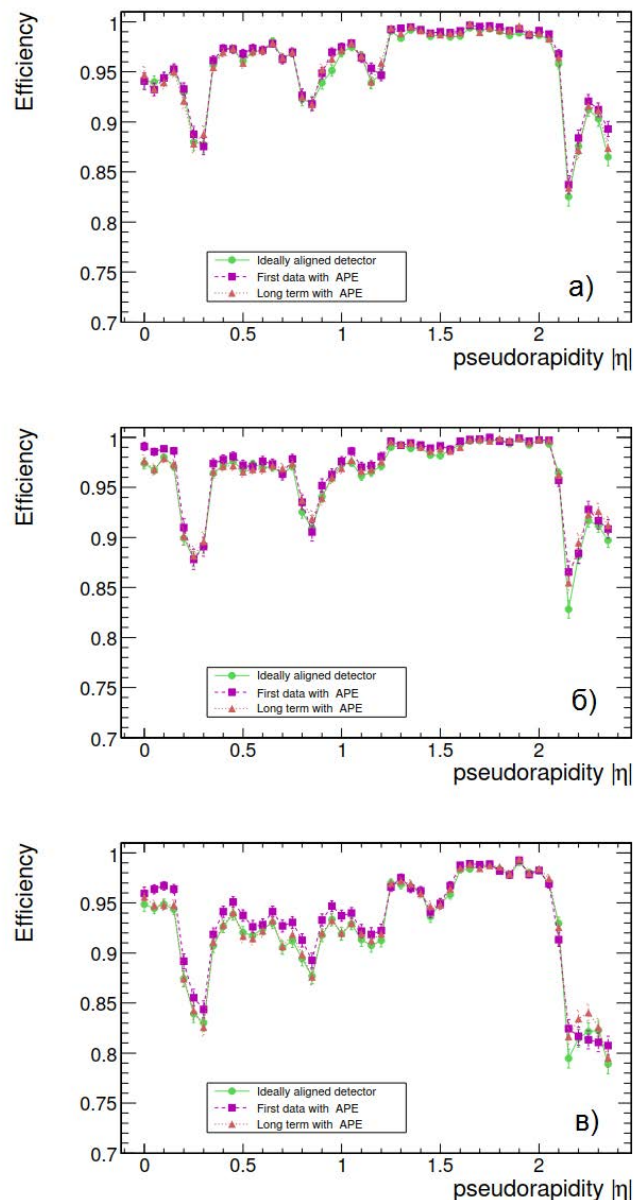 Efficiency
1
0.95
0.9
0.85
0.8
0.75
0.7
Ideally aligned detector
First data with APE
Long term with APE
а)
0 0.5 1 1.5 2
pseudorapidity |η|
Efficiency
1
0.95
0.9
0.85
0.8
0.75
0.7
Ideally aligned detector
First data with APE
Long term with APE
б)
0 0.5 1 1.5 2
pseudorapidity |η|
Efficiency
1
0.95
0.9
0.85
0.8
0.75
0.7
Ideally aligned detector
First data with APE
Long term with APE
в)
0 0.5 1 1.5 2
pseudorapidity |η|